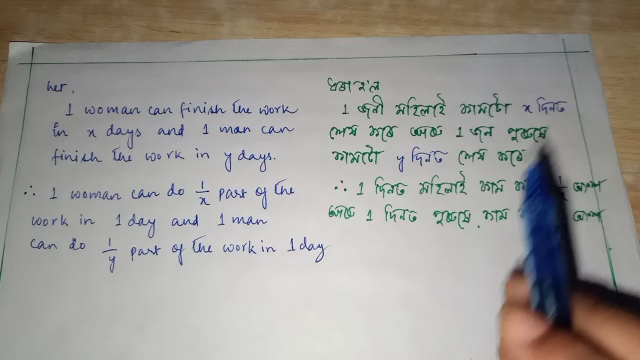 let,
1 woman can finish the work
in x days and 1 man can
finish the work in y days.
∴ 1 woman can do 1/x part of the
work in 1 day and 1 man
can do 1/y part of the work in 1 day
ধৰা হ'ল
1 জনী মহিলাই কামটো x দিনত
শেষ কৰে আৰু 1 জন পুৰুষে
কামটো y দিনত শেষ কৰে
∴ 1 দিনত মহিলাই কাম 1/x অংশ
আৰু 1 দিনত পুৰুষে কাম অংশ